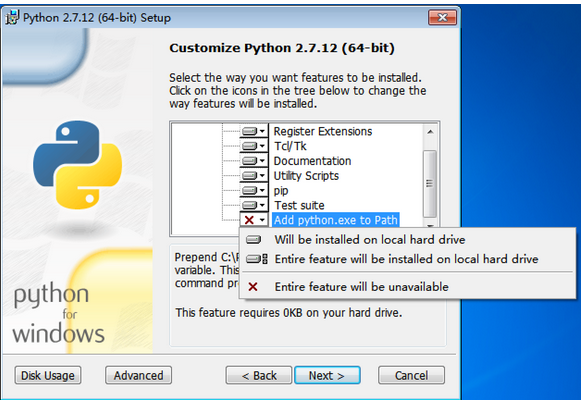 Python 2.7.12 (64-bit) Setup
Customize Python 2.7.12 (64-bit)
Select the way you want features to be installed.
Click on the icons in the tree below to change the
way features will be installed.
Register Extensions
Tcl/Tk
Documentation
Utility Scripts
pip
Test suite
Add python.exe to Path
Will be installed on local hard drive
Entire feature will be installed on local hard drive
Entire feature will be unavailable
Prepend C:\
variable. This
command
This feature requires 0KB on your hard drive.
python
for
windows
Disk Usage
Advanced
< Back
Next >
Cancel